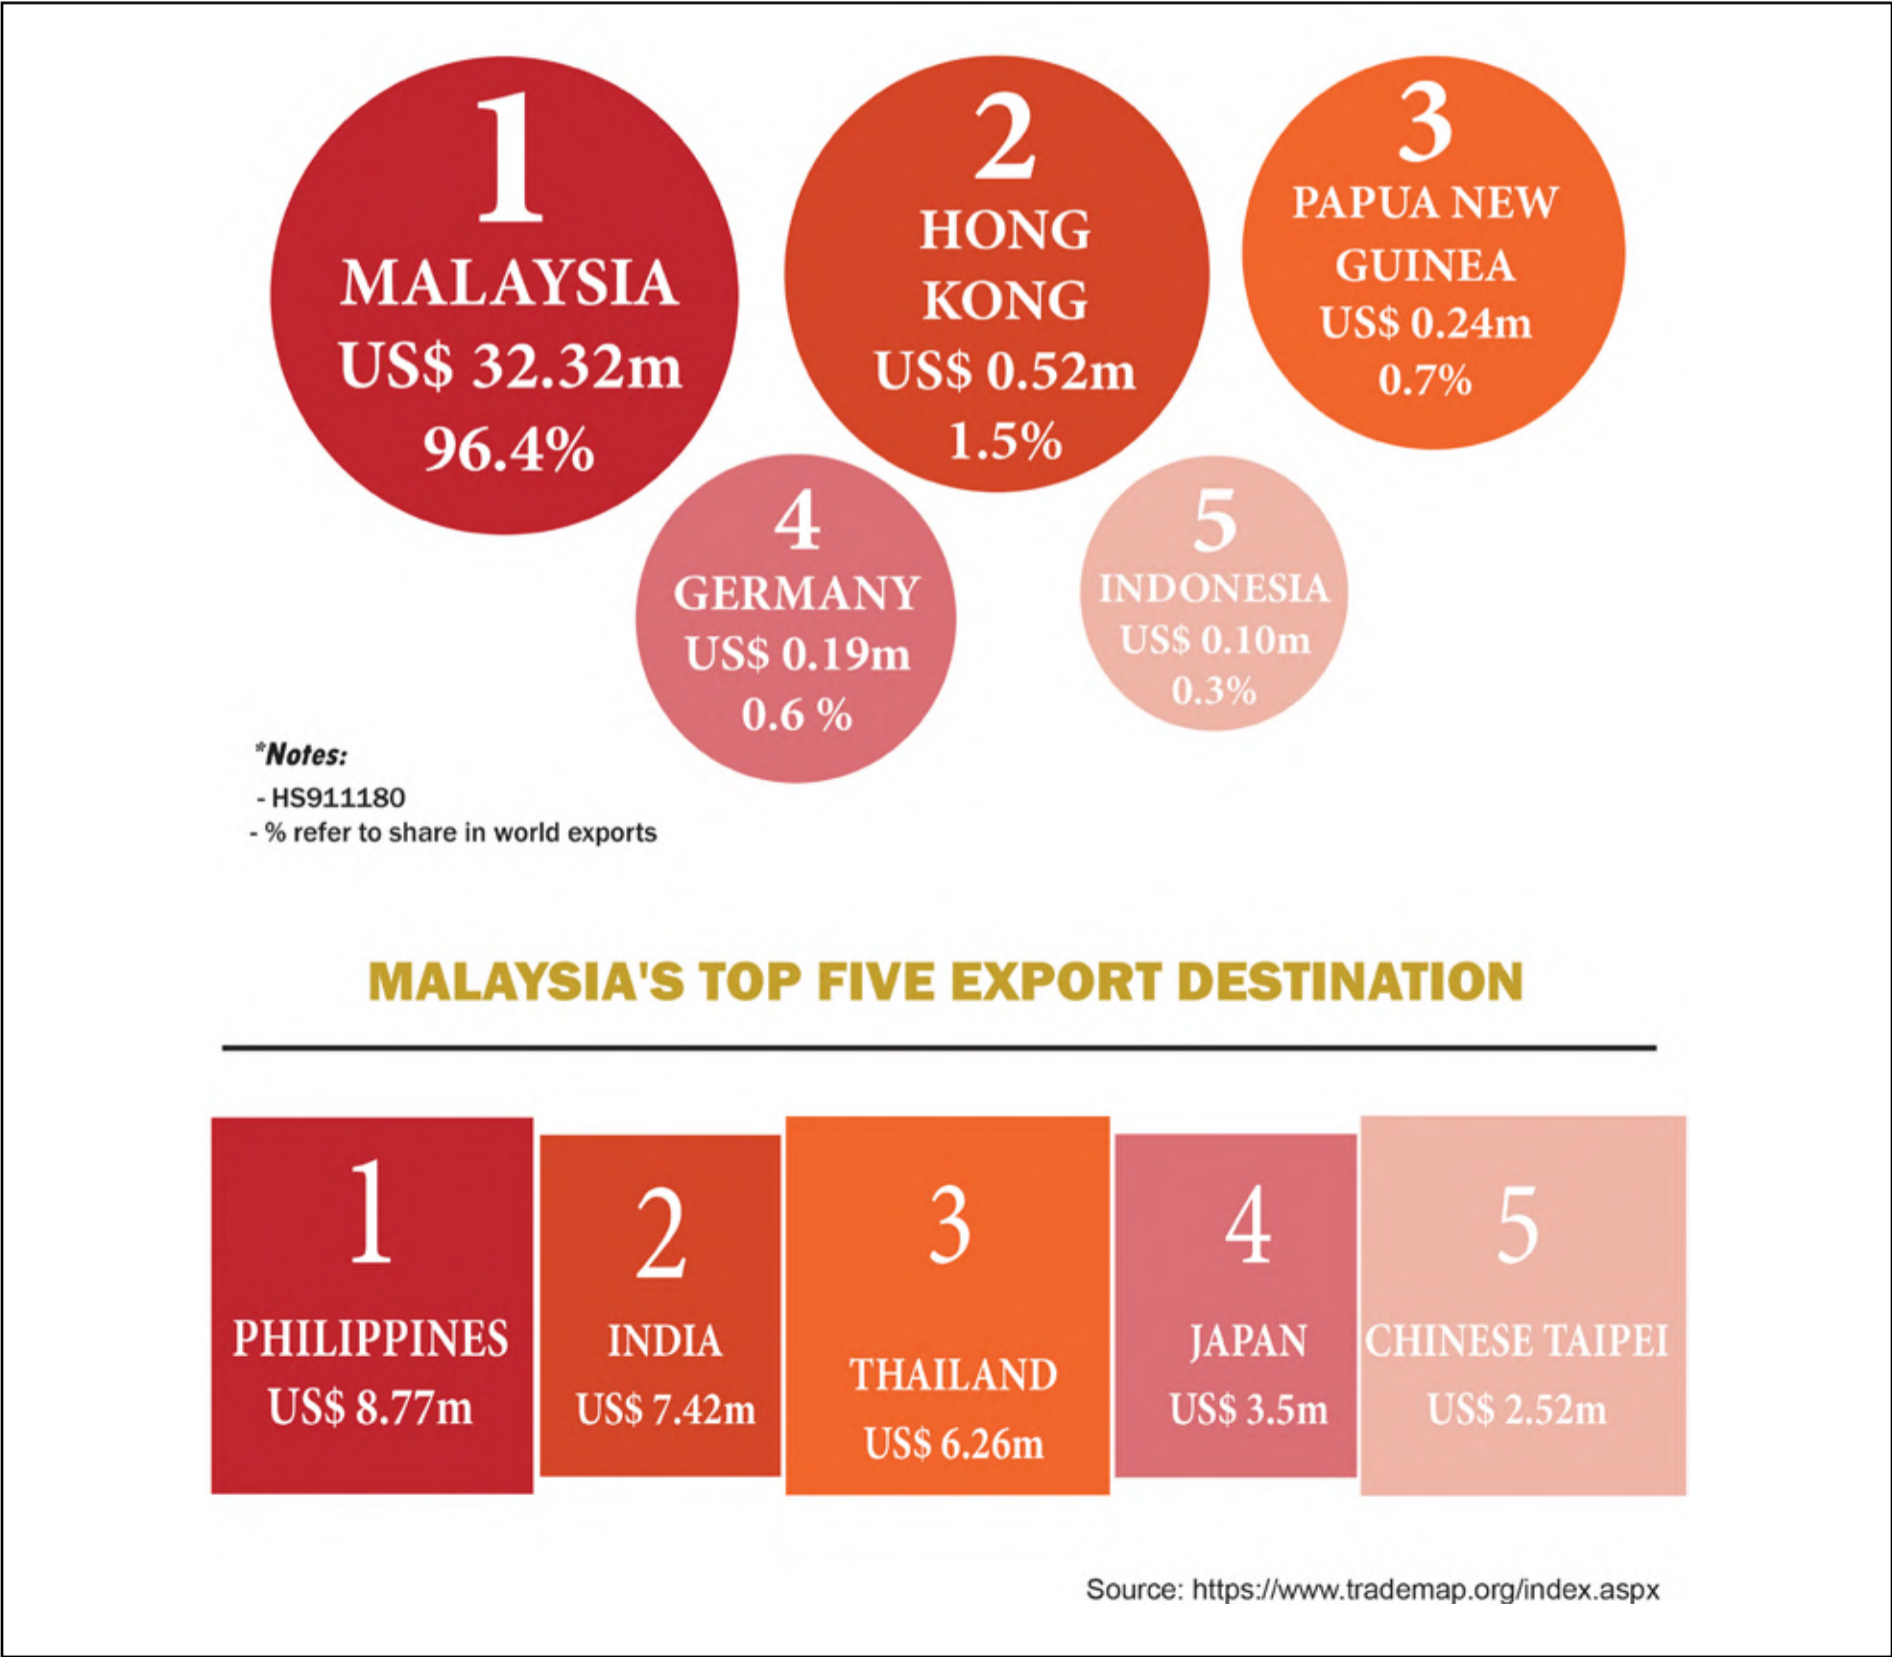 1
MALAYSIA
US$ 32.32m
96.4%
2
HONG
KONG
US$ 0.52m
1.5%
3
PAPUA NEW
GUINEA
US$ 0.24m
0.7%
4
GERMANY
US$ 0.19m
0.6 %
5
INDONESIA
US$ 0.10m
0.3%
*Notes:
- HS911180
- % refer to share in world exports
MALAYSIA'S TOP FIVE EXPORT DESTINATION
1
PHILIPPINES
US$ 8.77m
2
INDIA
US$ 7.42m
3
THAILAND
US$ 6.26m
4
JAPAN
US$ 3.5m
5
CHINESE TAIPEI
US$ 2.52m
Source: https://www.trademap.org/index.aspx